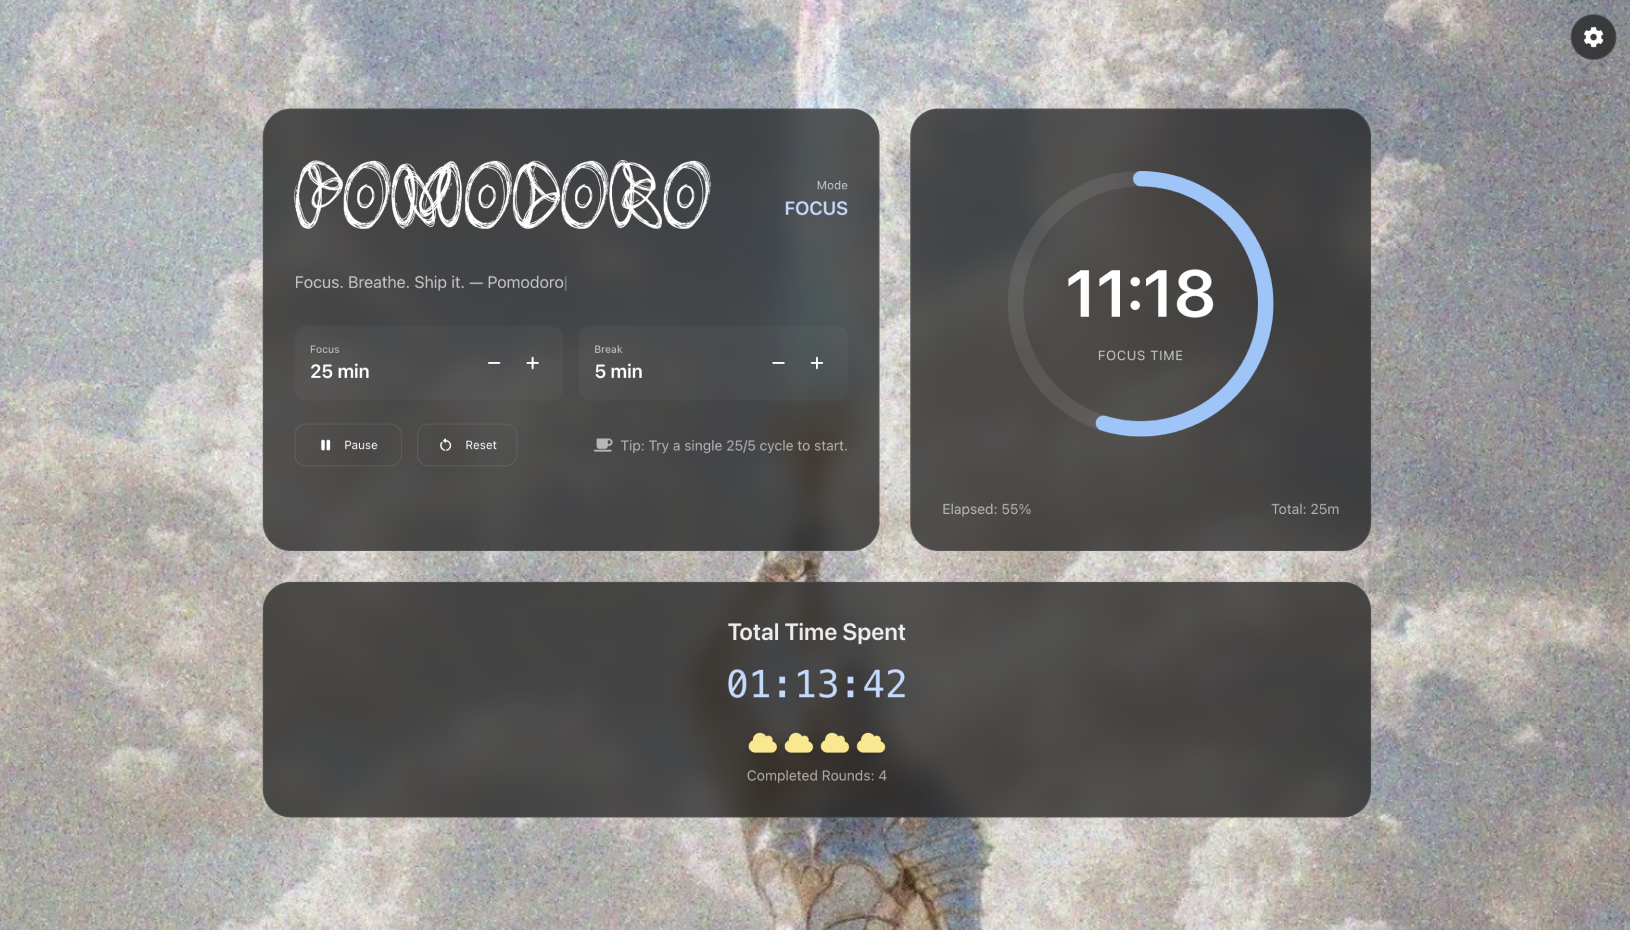 POMODORO
Mode
FOCUS
Focus. Breathe. Ship it. — Pomodoro|
Focus
25 min
− +
Break
5 min
− +
Pause
Reset
Tip: Try a single 25/5 cycle to start.
11:18
FOCUS TIME
Elapsed: 55%
Total: 25m
Total Time Spent
01:13:42
Completed Rounds: 4